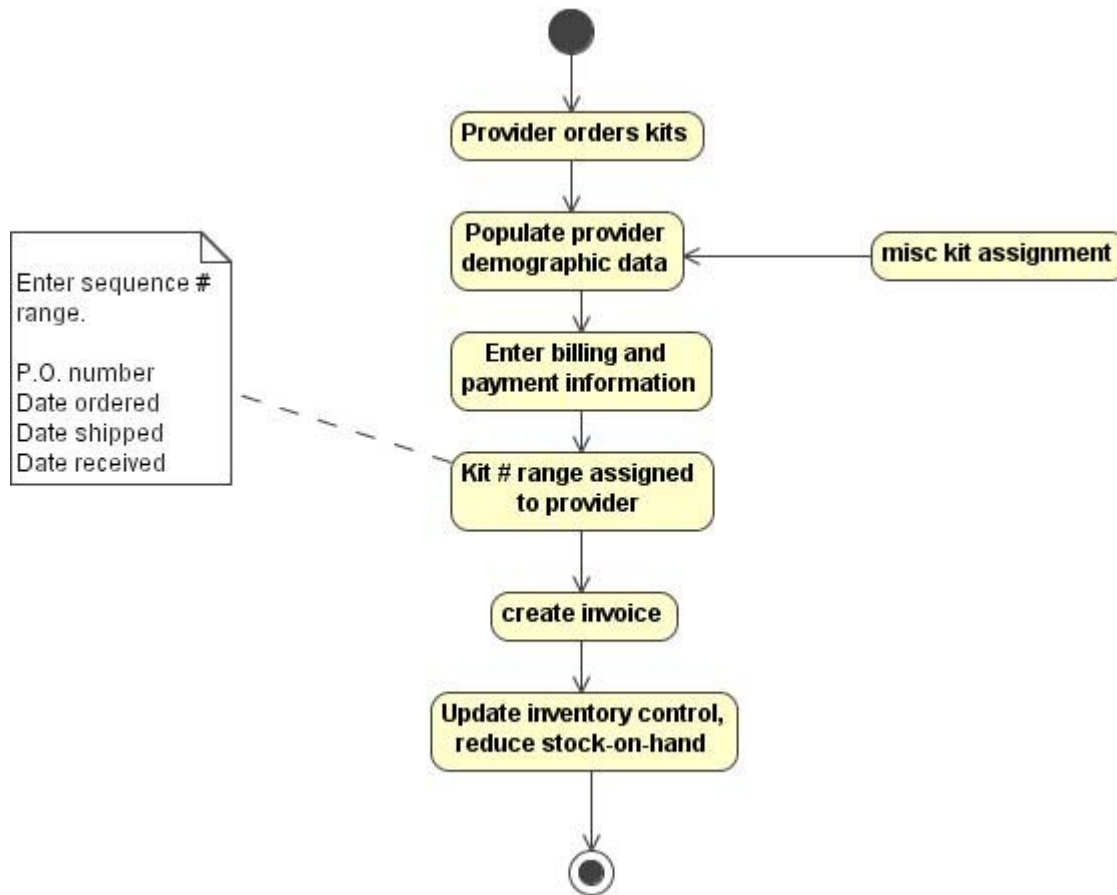 Provider orders kits
Populate provider
demographic data
misc kit assignment
Enter sequence #
range.
P.O. number
Date ordered
Date shipped
Date received
Enter billing and
payment information
Kit # range assigned
to provider
create invoice
Update inventory control,
reduce stock-on-hand